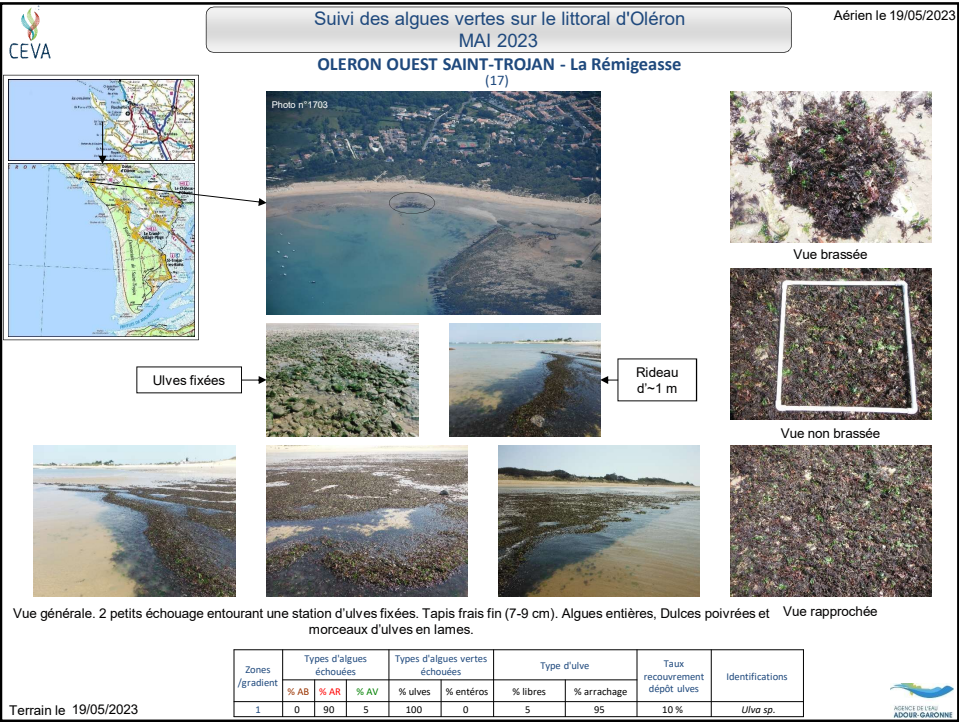 CEVA
Suivi des algues vertes sur le littoral d'Oléron
MAI 2023
Aérien le 19/05/2023
OLERON OUEST SAINT-TROJAN - La Rémigeasse
(17)
Photo n°1703
Vue brassée
Ulves fixées
Rideau
d'~1 m
Vue non brassée
Vue générale. 2 petits échouage entourant une station d'ulves fixées. Tapis frais fin (7-9 cm). Algues entières, Dulces poivrées et
morceaux d'ulves en lames.
Vue rapprochée
Zones
/gradient
Types d'algues
échouées
Types d'algues vertes
échouées
Type d'ulve
Taux
recouvrement
dépôt ulves
Identifications
% AB % AR % AV % ulves % entéros % libres % arrachage
1 0 90 5 100 0 5 95 10 % Ulva sp.
Terrain le 19/05/2023
AGENCE DE L'EAU
ADOUR-GARONNE